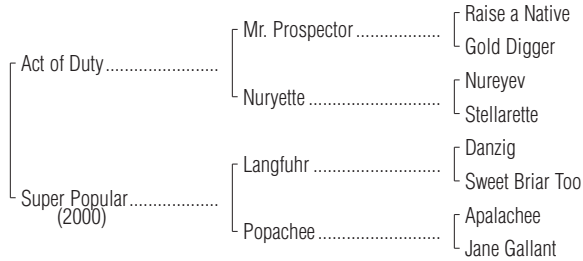 Raise a Native
Mr. Prospector
Gold Digger
Act of Duty
Nureyev
Nuryette
Stellarette
Danzig
Langfuhr
Sweet Briar Too
Super Popular
(2000)
Apalachee
Popachee
Jane Gallant